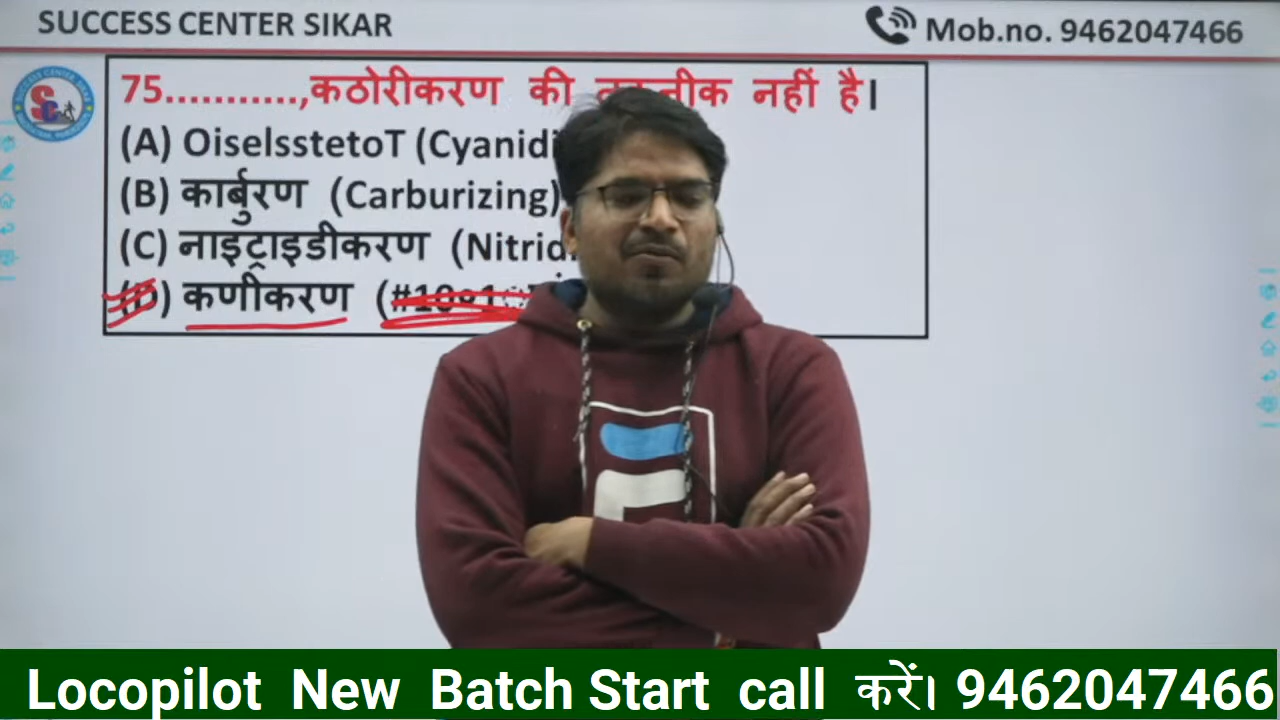 SUCCESS CENTER SIKAR
Mob.no. 9462047466
75...........,कठोरीकरण की नहीं है।
(A) OiselsstetoT (Cyanidi
(B) कार्बुरण (Carburizing)
(C) नाइट्राइडीकरण (Nitrid
(D) कणीकरण
Locopilot New Batch Start call करें। 9462047466